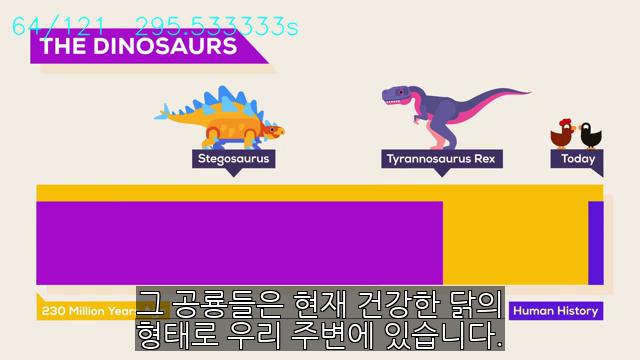 64/121 295.533333s
THE DINOSAURS
Stegosaurus
Tyrannosaurus Rex
Today
230 Million Years
Human History
그 공룡들은 현재 건강한 닭의
형태로 우리 주변에 있습니다.